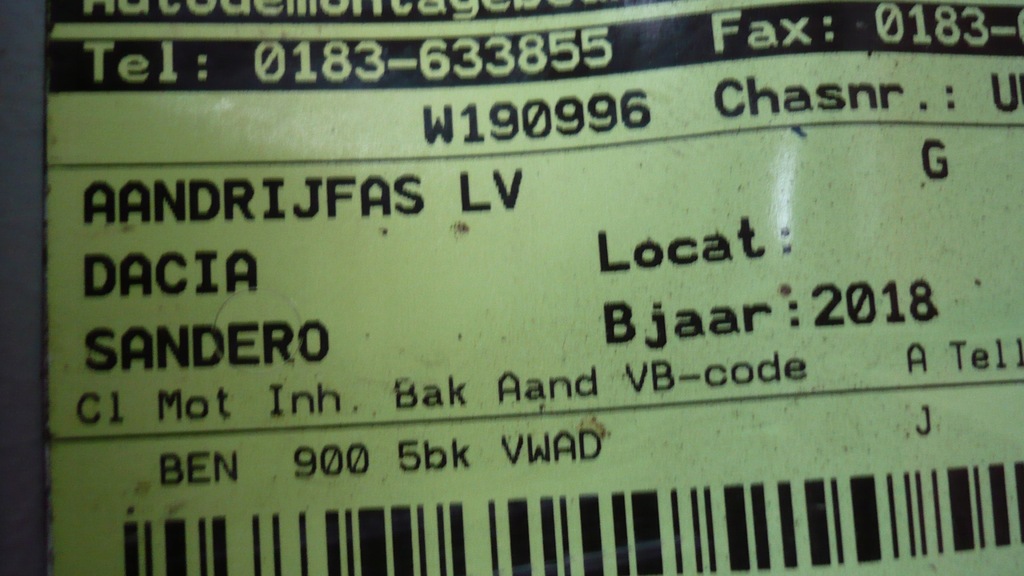 Tel: 0183-633855 Fax: 0183-
W190996 Chasnr.:
G
AANDRIJFAS LV
DACIA Locat:
SANDERO Bjaar:2018
Cl Mot Inh. Bak Aand VB-code A Tell
BEN 900 5bk VWAD J